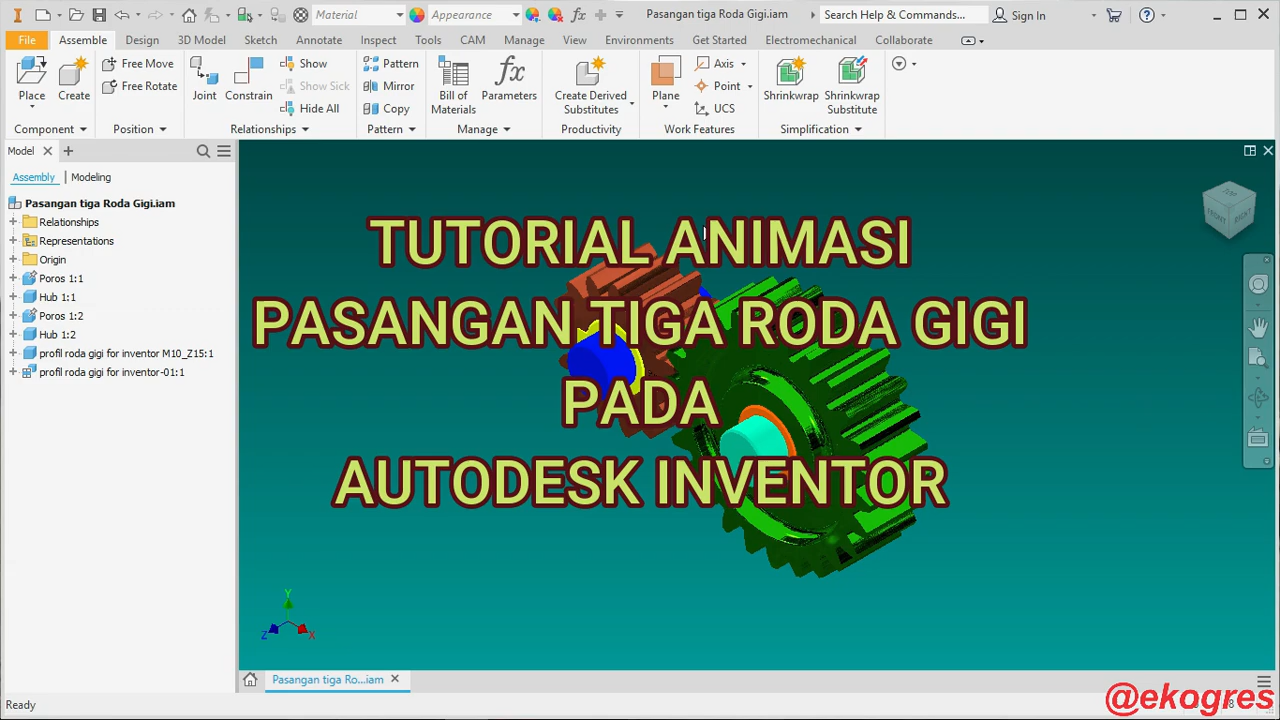 Material
Appearance
Pasangan tiga Roda Gigi.iam
Search Help & Commands...
Sign In
File
Assemble
Design
3D Model
Sketch
Annotate
Inspect
Tools
CAM
Manage
View
Environments
Get Started
Electromechanical
Collaborate
Place
Create
Free Move
Free Rotate
Joint
Constrain
Show
Show Sick
Hide All
Pattern
Mirror
Copy
Bill of
Materials
Parameters
Create Derived
Substitutes
Plane
Axis
Point
UCS
Shrinkwrap
Shrinkwrap
Substitute
Component
Position
Relationships
Pattern
Manage
Productivity
Work Features
Simplification
Model
Assembly
Modeling
Pasangan tiga Roda Gigi.iam
Relationships
Representations
Origin
Poros 1:1
Hub 1:1
Poros 1:2
Hub 1:2
profil roda gigi for inventor M10_Z15:1
profil roda gigi for inventor-01:1
TOP
FRONT
RIGHT
TUTORIAL ANIMASI
PASANGAN TIGA RODA GIGI
PADA
AUTODESK INVENTOR
Y
Z
X
Pasangan tiga Ro...iam
Ready
@ekogres